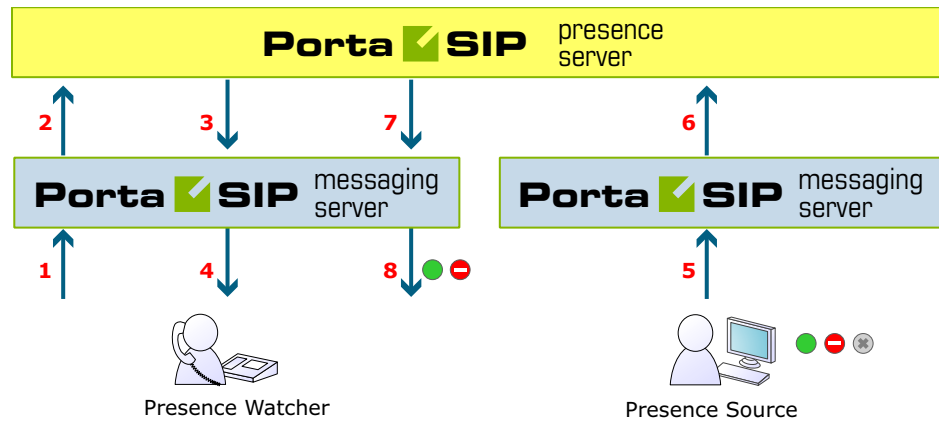 Porta SIP presence
server
2 3 7 6
Porta SIP messaging
server
Porta SIP messaging
server
1 4 8 5
Presence Watcher
Presence Source